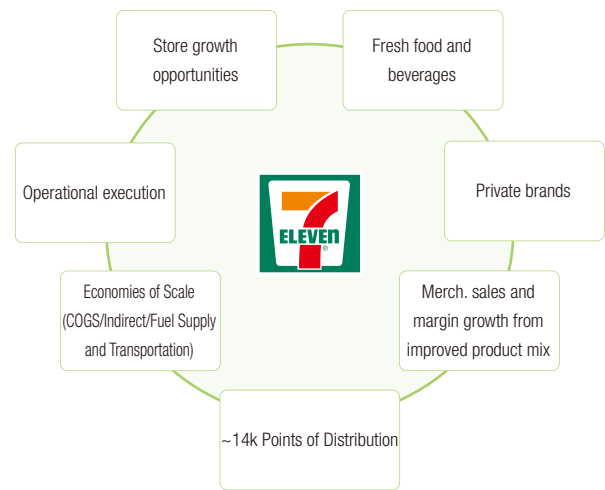 Store growth
opportunities
Fresh food and
beverages
Operational execution
Private brands
7
ELEVEn
®
Economies of Scale
(COGS/Indirect/Fuel Supply
and Transportation)
Merch. sales and
margin growth from
improved product mix
~14k Points of Distribution